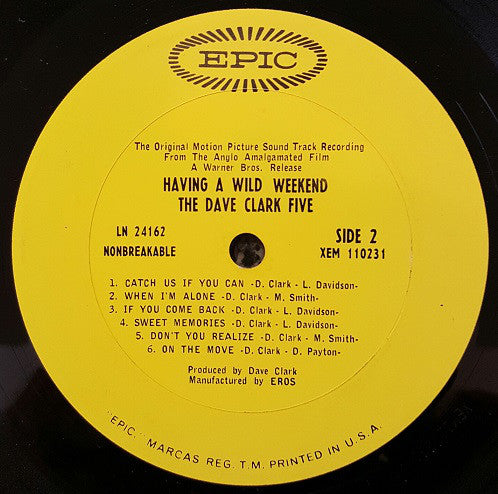 EPIC
The Original Motion Picture Sound Track Recording
From The Anglo Amalgamated Film
A Warner Bros. Release
HAVING A WILD WEEKEND
THE DAVE CLARK FIVE
LN 24162
NONBREAKABLE
SIDE 2
XEM 110231
1. CATCH US IF YOU CAN -D. Clark - L. Davidson-
2. WHEN I'M ALONE -D. Clark - M. Smith-
3. IF YOU COME BACK -D. Clark - L. Davidson-
4. SWEET MEMORIES -D. Clark - L. Davidson-
5. DON'T YOU REALIZE -D. Clark - M. Smith-
6. ON THE MOVE -D. Clark - D. Payton-
Produced by Dave Clark
Manufactured by EROS
"EPIC," MARCAS REG. T.M. PRINTED IN U.S.A.